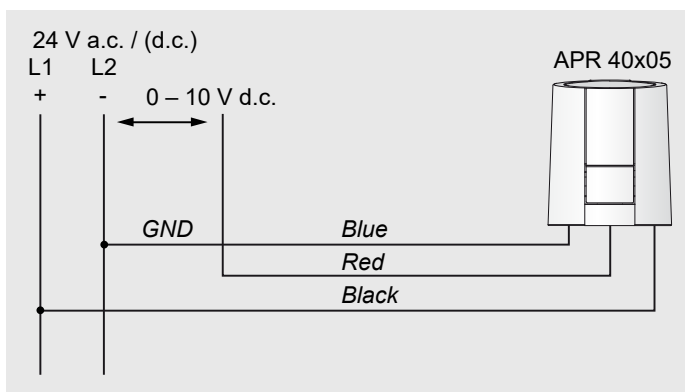 24 V a.c. / (d.c.)
L1 L2
APR 40x05
+ - 0 – 10 V d.c.
GND Blue
Red
Black